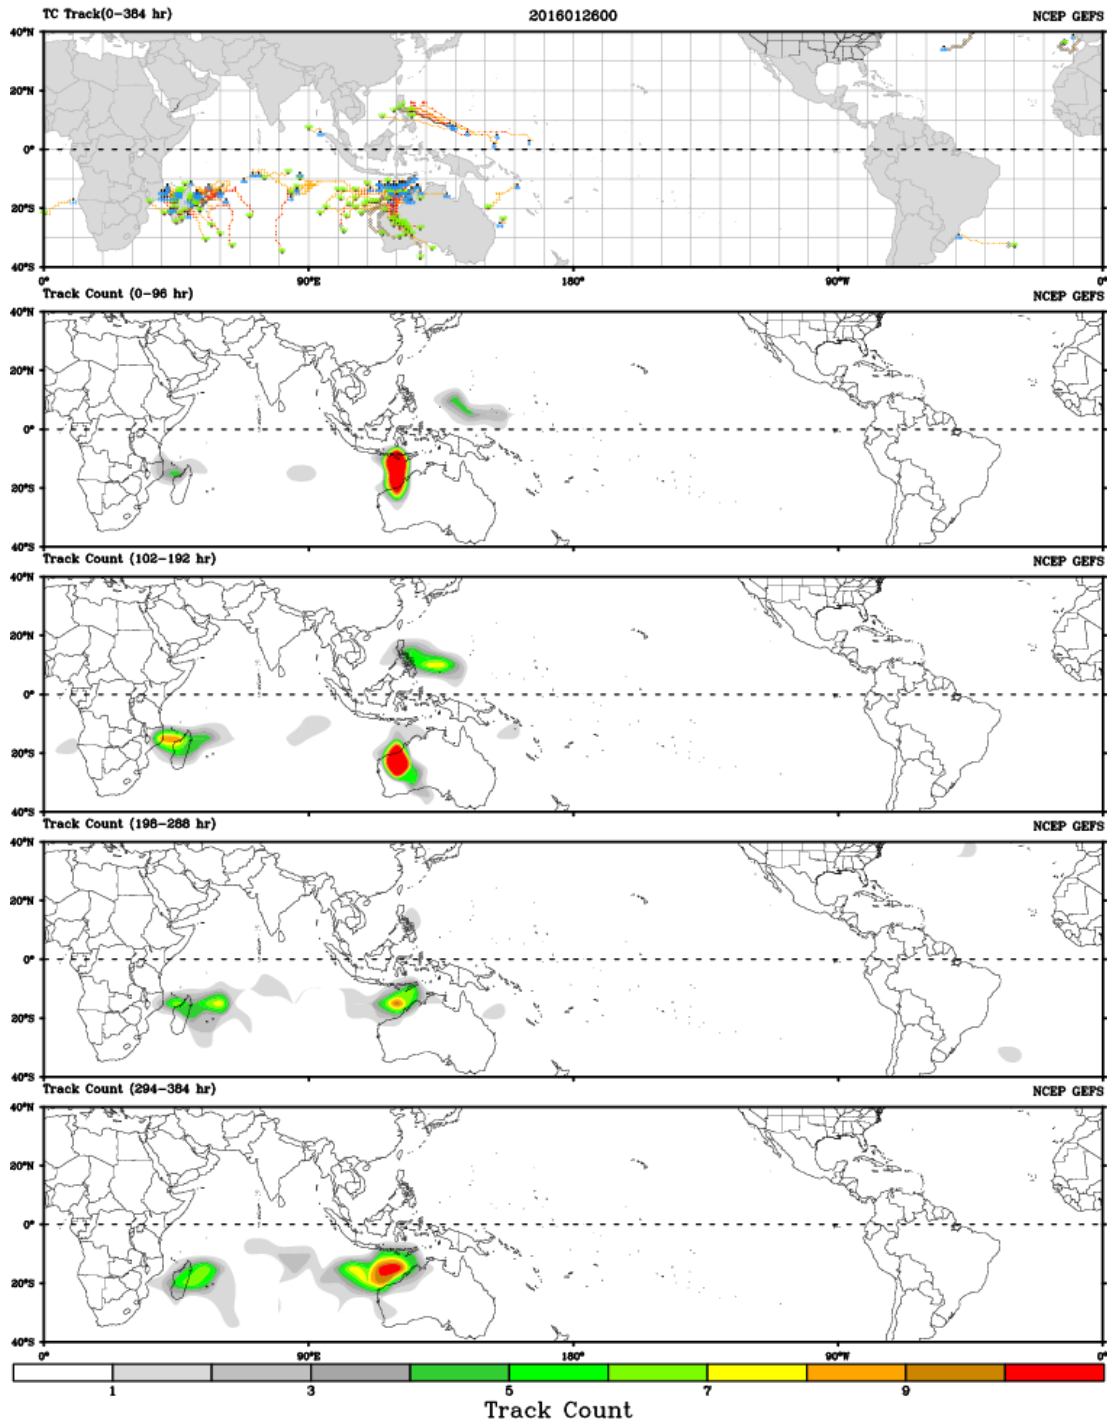 TC Track(0-384 hr) 2016012600 NCEP GEFS
40°N
20°N
0°
20°S
40°S
0° 90°E 180° 90°W 0°
Track Count (0-96 hr) NCEP GEFS
40°N
20°N
0°
20°S
40°S
Track Count (102-192 hr) NCEP GEFS
40°N
20°N
0°
20°S
40°S
Track Count (198-288 hr) NCEP GEFS
40°N
20°N
0°
20°S
40°S
Track Count (294-384 hr) NCEP GEFS
40°N
20°N
0°
20°S
40°S
0° 90°E 180° 90°W 0°
1 3 5 7 9
Track Count